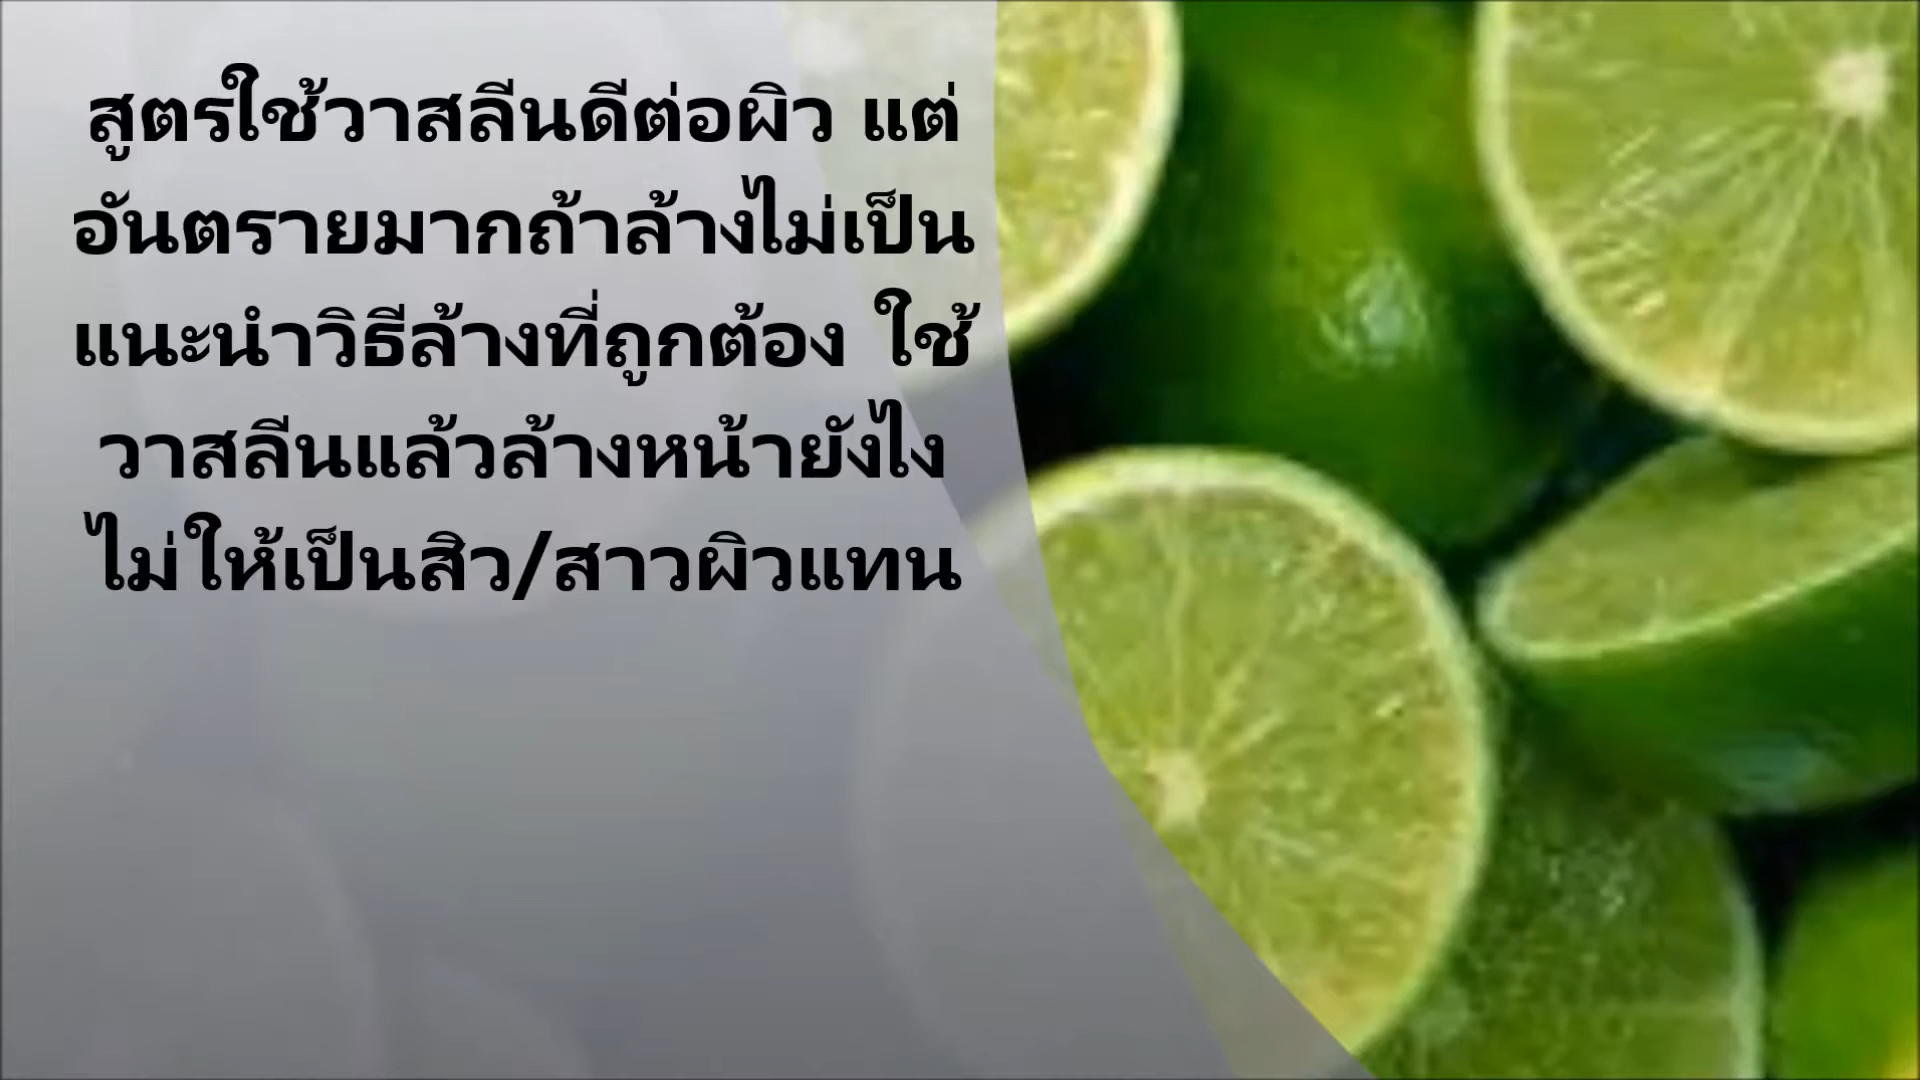 สูตรใช้วาสลีนดีต่อผิว แต่
อันตรายมากถ้าล้างไม่เป็น
แนะนำวิธีล้างที่ถูกต้อง ใช้
วาสลีนแล้วล้างหน้ายังไง
ไม่ให้เป็นสิว/สาวผิวแทน